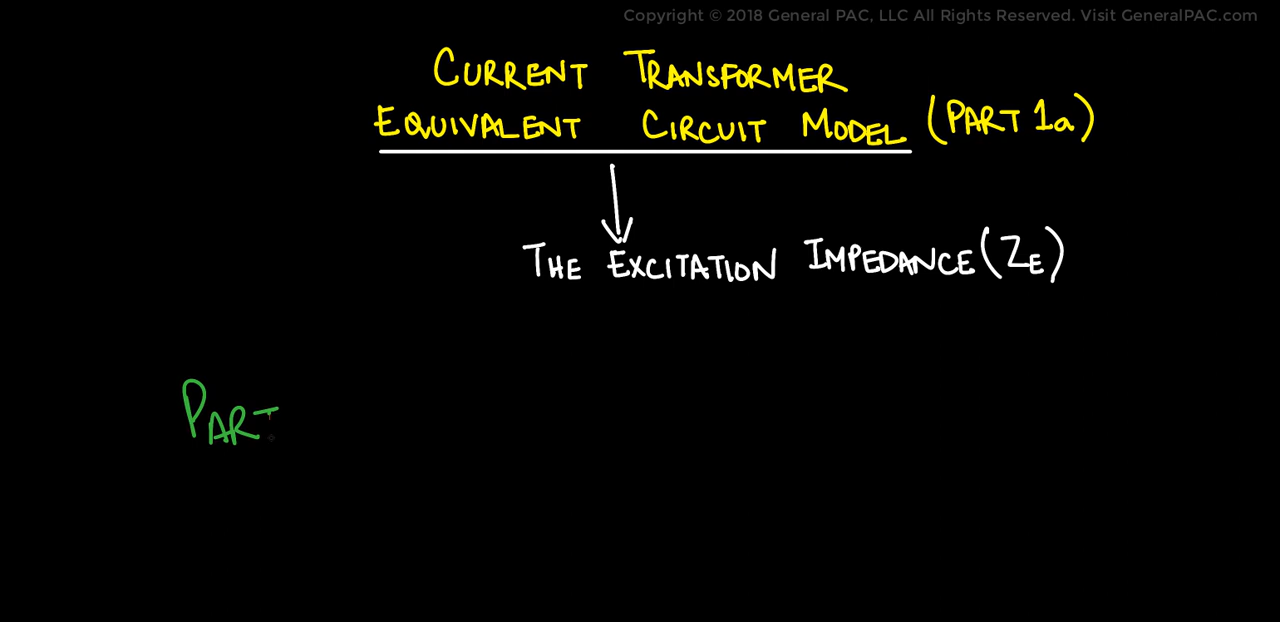 Copyright © 2018 General PAC, LLC All Rights Reserved. Visit GeneralPAC.com
CURRENT TRANSFORMER
EQUIVALENT CIRCUIT MODEL (PART 1a)
THE EXCITATION IMPEDANCE (ZE)
PART